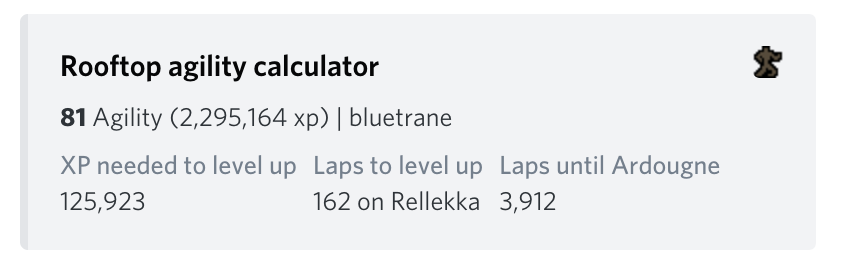 Rooftop agility calculator
81 Agility (2,295,164 xp) | bluetrane
XP needed to level up Laps to level up Laps until Ardougne
125,923 162 on Rellekka 3,912